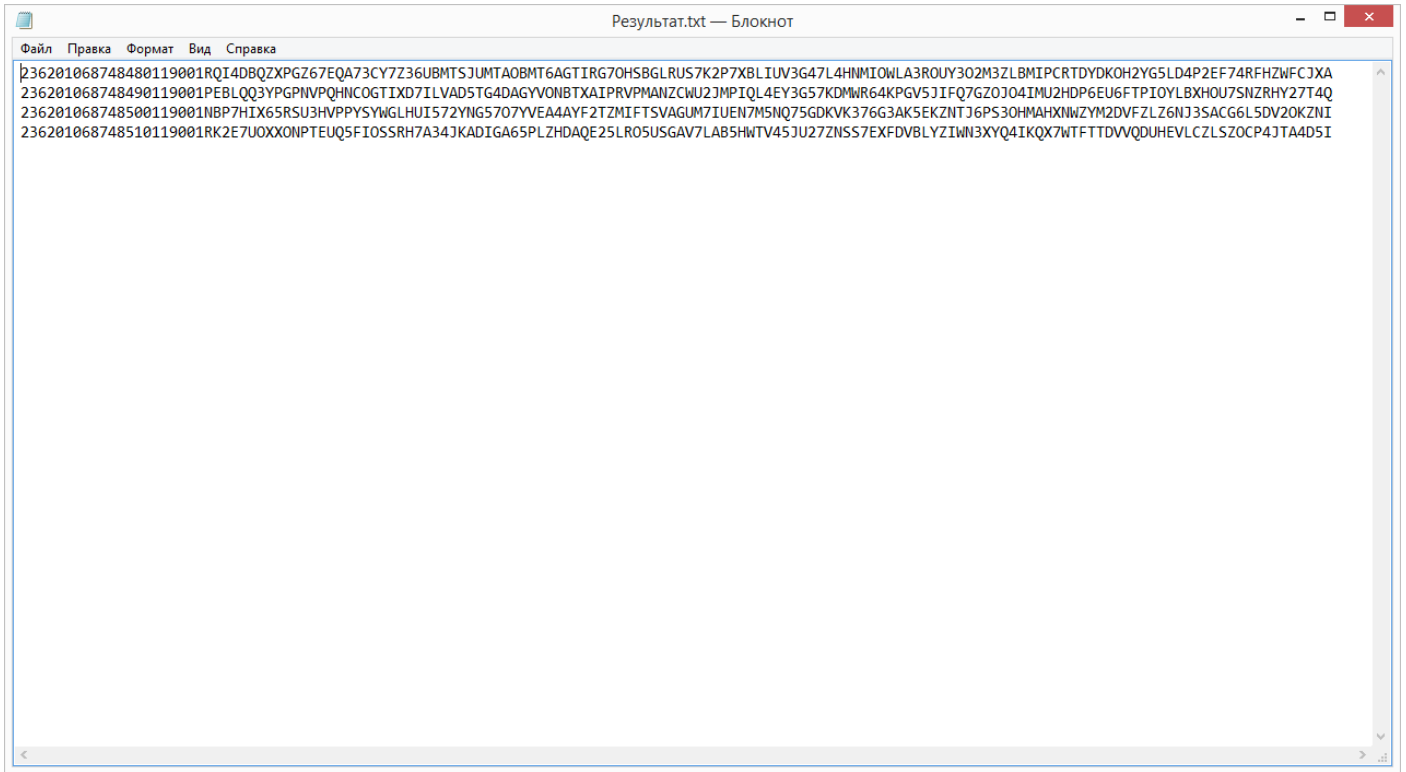 Результат.txt — Блокнот
Файл Правка Формат Вид Справка
236201068748480119001RQI4DBQZXPGZ67EQA73CY7Z36UBMTSJUMTAOBMT6AGTIRG7OHSBGLRUS7K2P7XBLIUV3G47L4HNMIOWLA3ROUY3O2M3ZLBMIPCRTDYDKOH2YG5LD4P2EF74RFHZWFCJXA
236201068748490119001PEBLQQ3YPGPNVPQHNCOGTIXD7ILVAD5TG4DAGYVONBTXAIPRVPMANZCWU2JMPIQL4EY3G57KDMWR64KPGV5JIFQ7GZOJO4IMU2HDP6EU6FTPIOYLBXHOU7SNZRHY27T4Q
236201068748500119001NBP7HIX65RSU3HVPPYSYWGLHUI572YNG57O7YVEA4AYF2TZMIFTSVAGUM7IUEN7M5NQ75GDKVK376G3AK5EKZNTJ6PS3OHMAHXNWZYM2DVFZLZ6NJ3SACG6L5DV2OKZNI
236201068748510119001RK2E7UOXXONPTEUQ5FIOSSRH7A34JKADIGA65PLZHDAQE25LRO5USGAV7LAB5HWTV45JU27ZNSS7EXFDVBLYZIWN3XYQ4IKQX7WTFTTDVVQDUHEVLCZLSZOCP4JTA4D5I